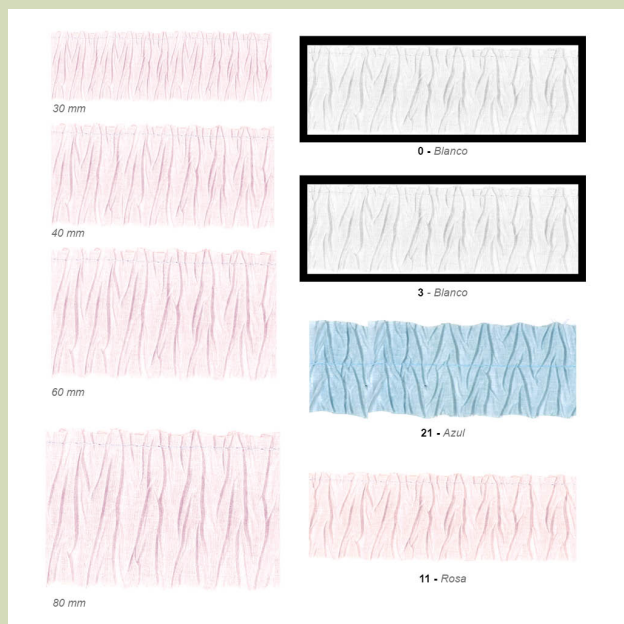 30 mm
40 mm
60 mm
80 mm
0 - Blanco
3 - Blanco
21 - Azul
11 - Rosa